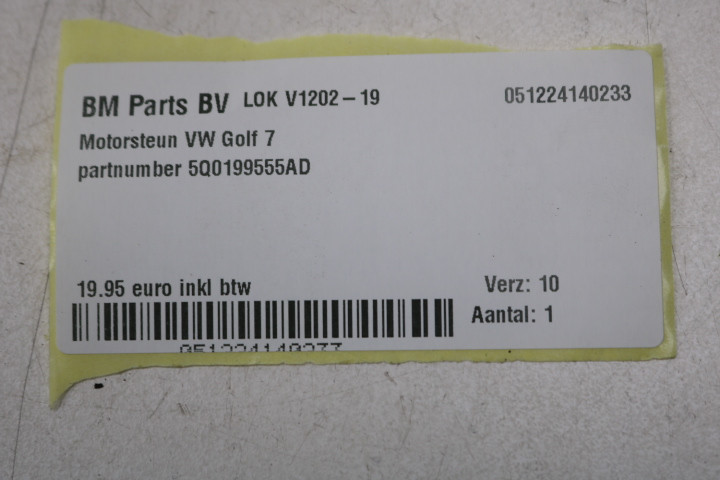 BM Parts BV LOK V1202-19 051224140233
Motorsteun VW Golf 7
partnumber 5Q0199555AD
19.95 euro inkl btw Verz: 10
Aantal: 1
051224140233